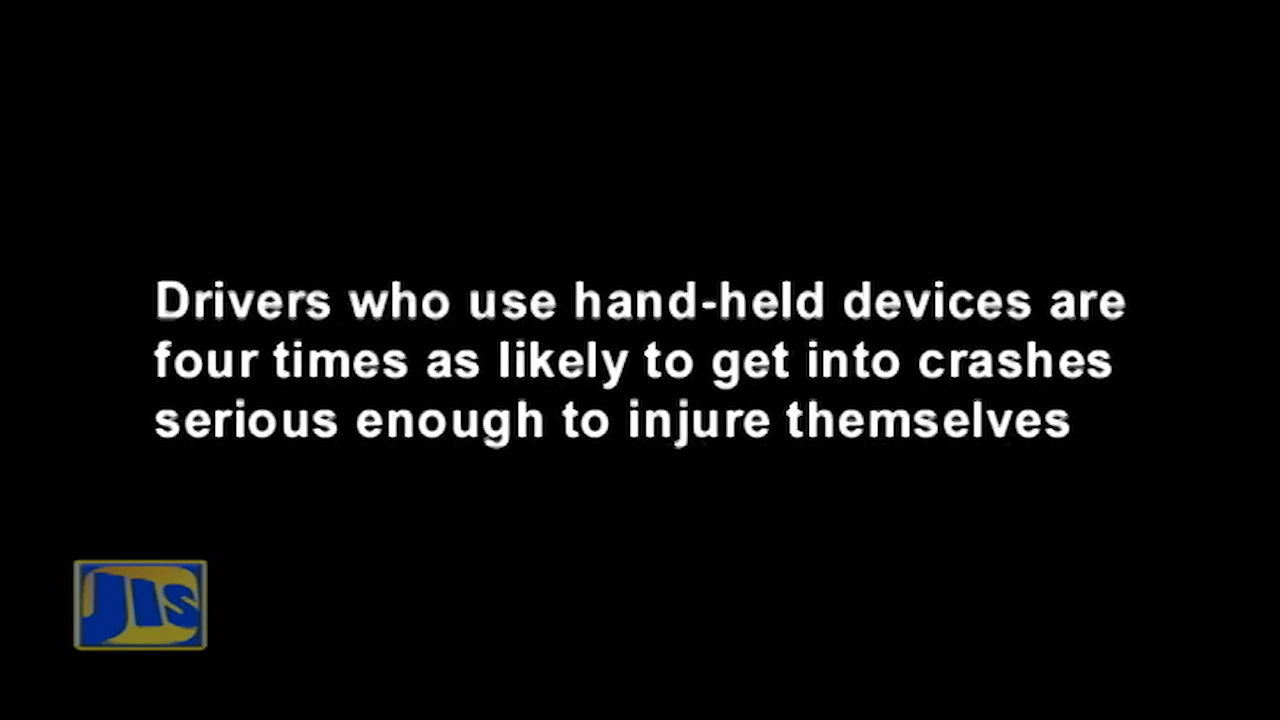 Drivers who use hand-held devices are
four times as likely to get into crashes
serious enough to injure themselves
JIS